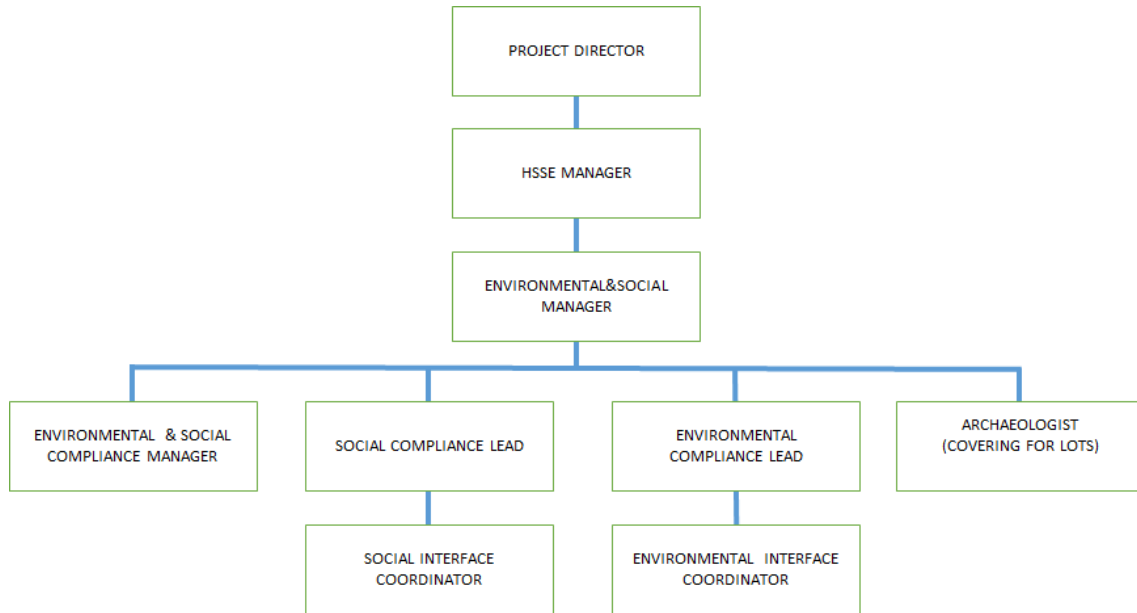 PROJECT DIRECTOR
HSSE MANAGER
ENVIRONMENTAL&SOCIAL
MANAGER
ENVIRONMENTAL & SOCIAL
COMPLIANCE MANAGER
SOCIAL COMPLIANCE LEAD
ENVIRONMENTAL
COMPLIANCE LEAD
ARCHAEOLOGIST
(COVERING FOR LOTS)
SOCIAL INTERFACE
COORDINATOR
ENVIRONMENTAL INTERFACE
COORDINATOR